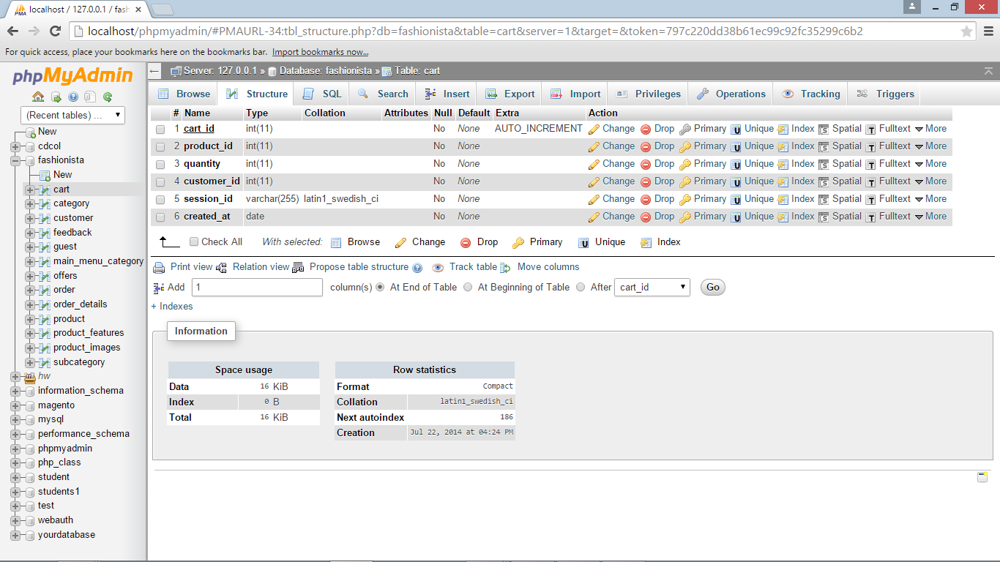 localhost / 127.0.0.1 / fash
localhost/phpmyadmin/#PMAURL-34:tbl_structure.php?db=fashionista&table=cart&server=1&target=&token=797c220dd38b61ec99c92fc35299c6b2
For quick access, place your bookmarks here on the bookmarks bar. Import bookmarks now...
phpMyAdmin
(Recent tables) ...
New
cdcol
fashionista
New
cart
category
customer
feedback
guest
main_menu_category
offers
order
order_details
product
product_features
product_images
subcategory
hw
information_schema
magento
mysql
performance_schema
phpmyadmin
php_class
student
students1
test
webauth
yourdatabase
Server: 127.0.0.1 » Database: fashionista » Table: cart
Browse Structure SQL Search Insert Export Import Privileges Operations Tracking Triggers
# Name Type Collation Attributes Null Default Extra Action
1 cart_id int(11) No None AUTO_INCREMENT Change Drop Primary Unique Index Spatial Fulltext More
2 product_id int(11) No None Change Drop Primary Unique Index Spatial Fulltext More
3 quantity int(11) No None Change Drop Primary Unique Index Spatial Fulltext More
4 customer_id int(11) No None Change Drop Primary Unique Index Spatial Fulltext More
5 session_id varchar(255) latin1_swedish_ci No None Change Drop Primary Unique Index Spatial Fulltext More
6 created_at date No None Change Drop Primary Unique Index Spatial Fulltext More
Check All With selected: Browse Change Drop Primary Unique Index
Print view Relation view Propose table structure Track table Move columns
Add 1 column(s) At End of Table At Beginning of Table After cart_id Go
+ Indexes
Information
Space usage
Data 16 KiB
Index 0 B
Total 16 KiB
Row statistics
Format Compact
Collation latin1_swedish_ci
Next autoindex 186
Creation Jul 22, 2014 at 04:24 PM